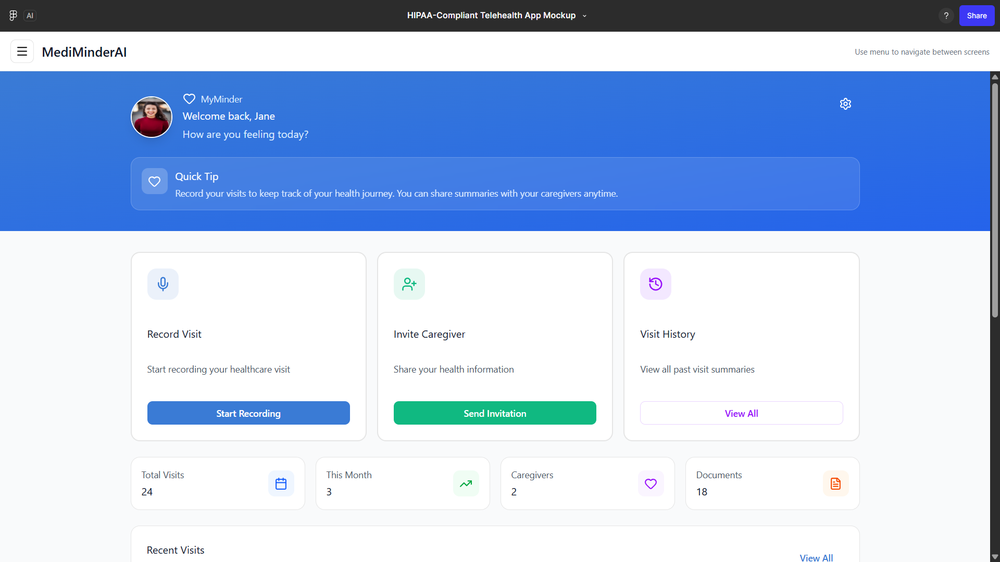 AI
HIPAA-Compliant Telehealth App Mockup
?
Share
MediMinderAI
Use menu to navigate between screens
MyMinder
Welcome back, Jane
How are you feeling today?
Quick Tip
Record your visits to keep track of your health journey. You can share summaries with your caregivers anytime.
Record Visit
Start recording your healthcare visit
Start Recording
Invite Caregiver
Share your health information
Send Invitation
Visit History
View all past visit summaries
View All
Total Visits
24
This Month
3
Caregivers
2
Documents
18
Recent Visits
View All